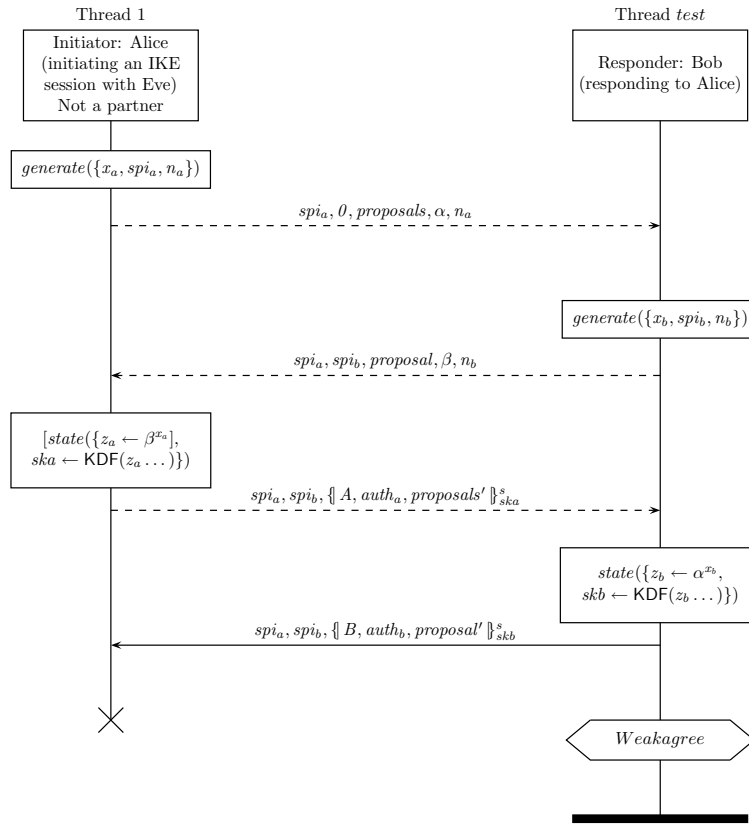 Thread 1
Thread test
Initiator: Alice
(initiating an IKE
session with Eve)
Not a partner
Responder: Bob
(responding to Alice)
generate({x_a, spi_a, n_a})
spi_a, 0, proposals, α, n_a
generate({x_b, spi_b, n_b})
spi_a, spi_b, proposal, β, n_b
[state({z_a ← β^{x_a}],
ska ← KDF(z_a ...)})
spi_a, spi_b, {| A, auth_a, proposals′ |}^s_{ska}
state({z_b ← α^{x_b},
skb ← KDF(z_b ...)})
spi_a, spi_b, {| B, auth_b, proposal′ |}^s_{skb}
Weakagree